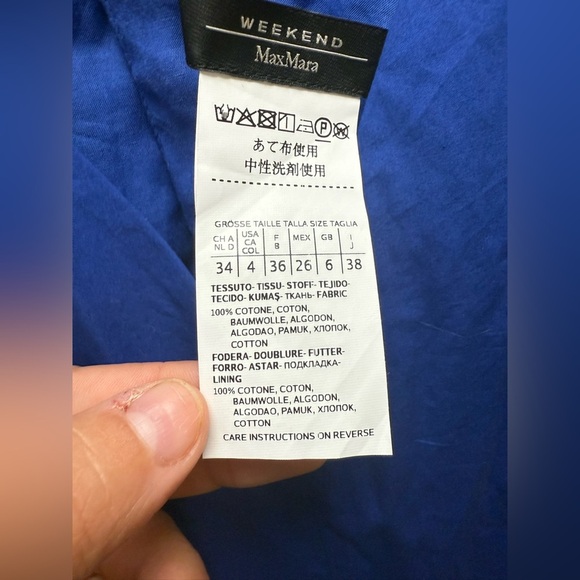 WEEKEND
MaxMara
P
あて布使用
中性洗剤使用
GRÖSSE TAILLE TALLA SIZE TAGLIA
CH A NL D | USA CA COL | F B | MEX | GB | I J
34 | 4 | 36 | 26 | 6 | 38
TESSUTO- TISSU- STOFF- TEJIDO-
TECIDO- KUMAŞ- ТКАНЬ- FABRIC
100% COTONE, COTON,
BAUMWOLLE, ALGODON,
ALGODAO, PAMUK, ХЛОПОК,
COTTON
FODERA- DOUBLURE- FUTTER-
FORRO- ASTAR- ПОДКЛАДКА-
LINING
100% COTONE, COTON,
BAUMWOLLE, ALGODON,
ALGODAO, PAMUK, ХЛОПОК,
COTTON
CARE INSTRUCTIONS ON REVERSE